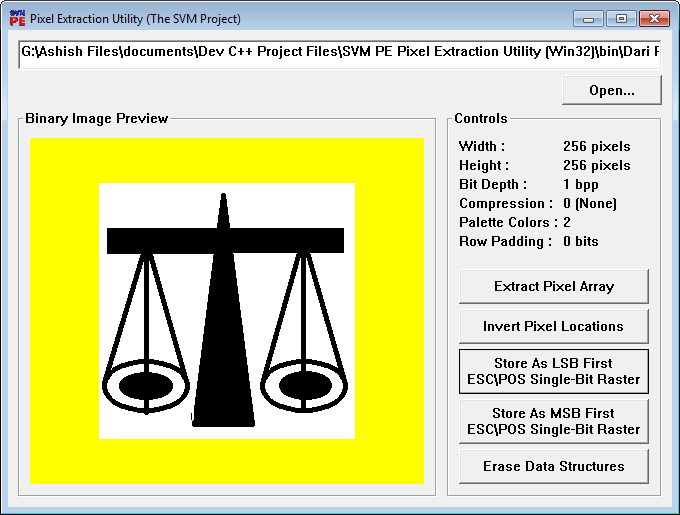 SVM
PE
Pixel Extraction Utility (The SVM Project)
G:\Ashish Files\documents\Dev C++ Project Files\SVM PE Pixel Extraction Utility (Win32)\bin\Dari
Open...
Binary Image Preview
Controls
Width : 256 pixels
Height : 256 pixels
Bit Depth : 1 bpp
Compression : 0 (None)
Palette Colors : 2
Row Padding : 0 bits
Extract Pixel Array
Invert Pixel Locations
Store As LSB First
ESC\POS Single-Bit Raster
Store As MSB First
ESC\POS Single-Bit Raster
Erase Data Structures